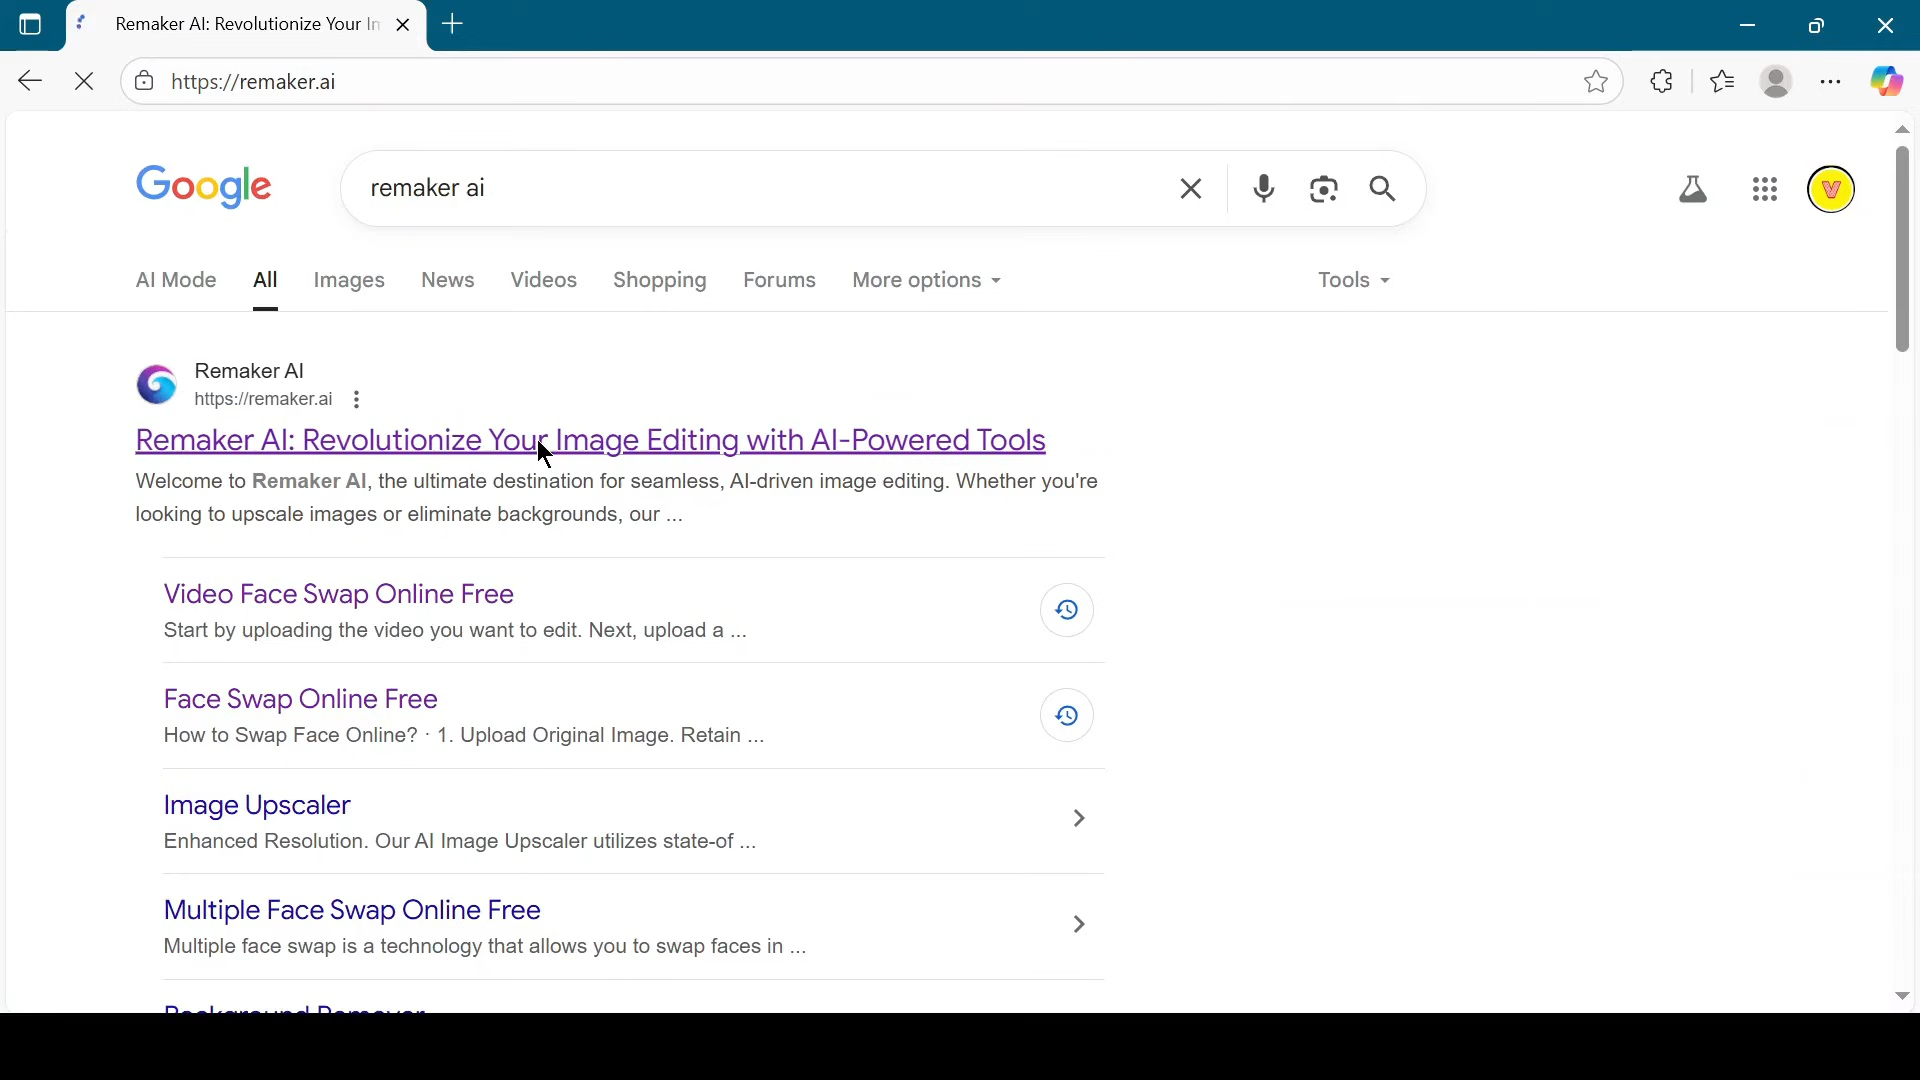 Remaker AI: Revolutionize Your In
https://remaker.ai
Google
remaker ai
AI Mode
All
Images
News
Videos
Shopping
Forums
More options
Tools
Remaker AI
https://remaker.ai
Remaker AI: Revolutionize Your Image Editing with AI-Powered Tools
Welcome to Remaker AI, the ultimate destination for seamless, AI-driven image editing. Whether you're
looking to upscale images or eliminate backgrounds, our ...
Video Face Swap Online Free
Start by uploading the video you want to edit. Next, upload a ...
Face Swap Online Free
How to Swap Face Online? · 1. Upload Original Image. Retain ...
Image Upscaler
Enhanced Resolution. Our AI Image Upscaler utilizes state-of ...
Multiple Face Swap Online Free
Multiple face swap is a technology that allows you to swap faces in ...
Background Remover